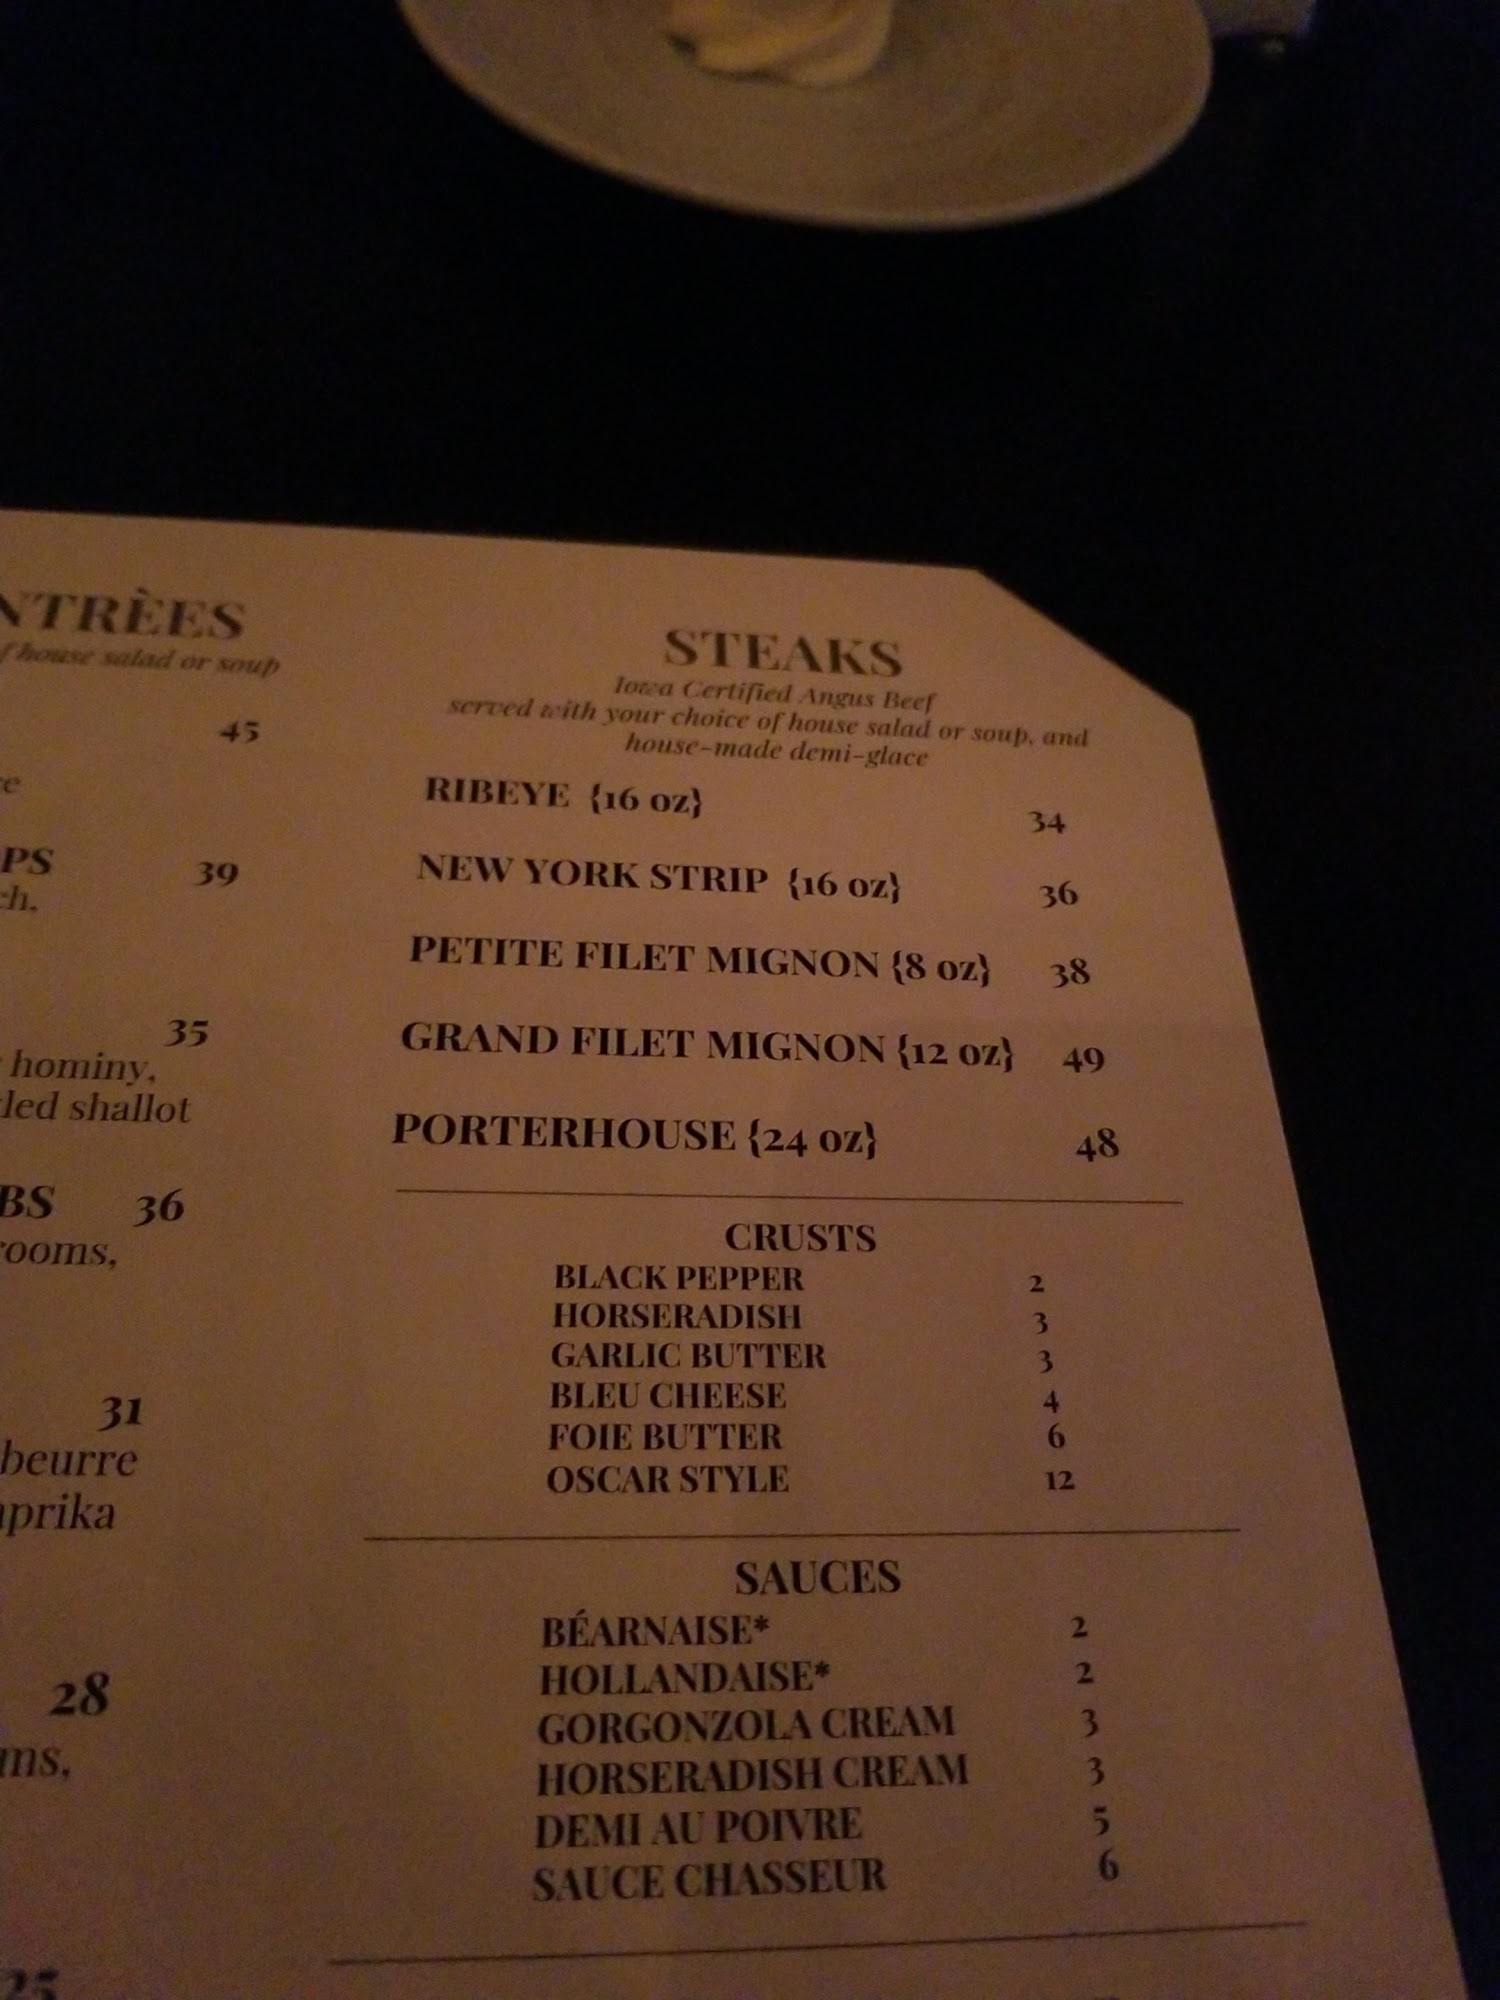 NTRÈES
f house salad or soup
45
PS 39
ch,
35
hominy,
led shallot
BS 36
rooms,
31
beurre
aprika
28
ms,
25
STEAKS
Iowa Certified Angus Beef
served with your choice of house salad or soup, and
house-made demi-glace
RIBEYE {16 oz} 34
NEW YORK STRIP {16 oz} 36
PETITE FILET MIGNON {8 oz} 38
GRAND FILET MIGNON {12 oz} 49
PORTERHOUSE {24 oz} 48
CRUSTS
BLACK PEPPER 2
HORSERADISH 3
GARLIC BUTTER 3
BLEU CHEESE 4
FOIE BUTTER 6
OSCAR STYLE 12
SAUCES
BÉARNAISE* 2
HOLLANDAISE* 2
GORGONZOLA CREAM 3
HORSERADISH CREAM 3
DEMI AU POIVRE 5
SAUCE CHASSEUR 6